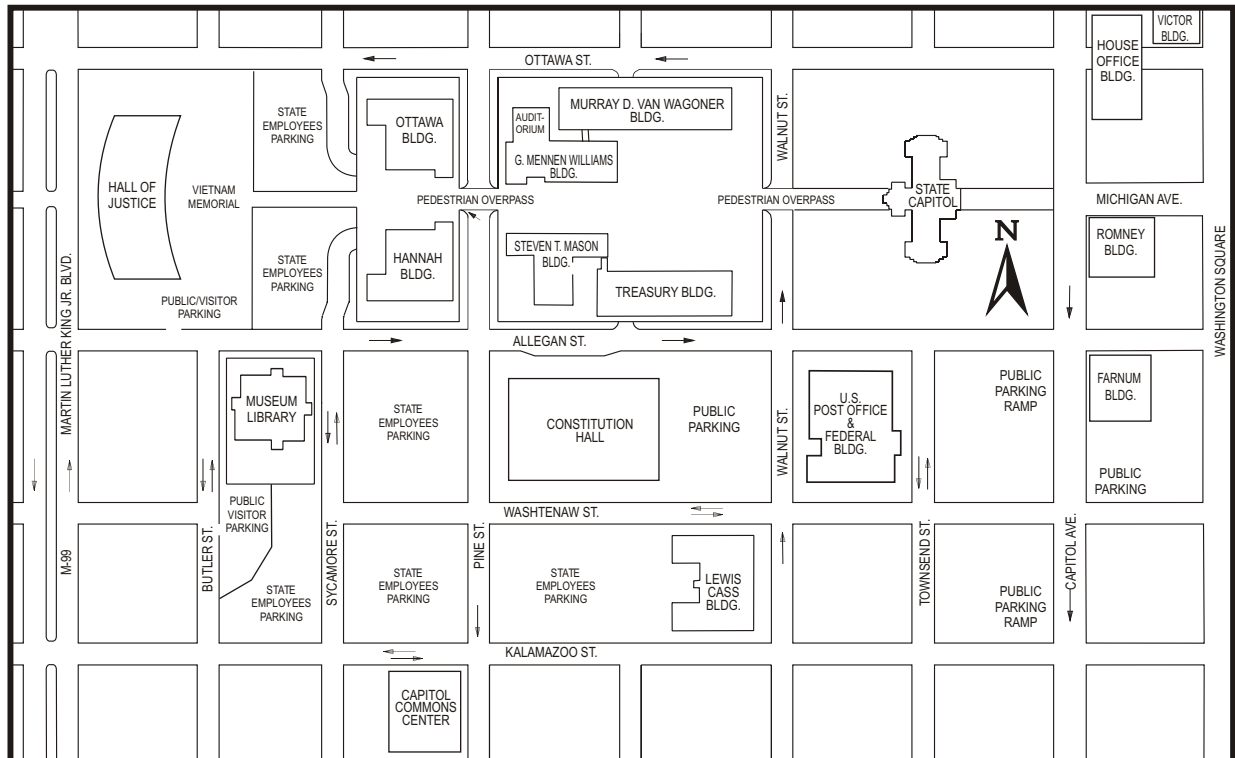 VICTOR
BLDG.
HOUSE
OFFICE
BLDG.
OTTAWA ST.
STATE
EMPLOYEES
PARKING
OTTAWA
BLDG.
AUDIT-
ORIUM
MURRAY D. VAN WAGONER
BLDG.
G. MENNEN WILLIAMS
BLDG.
WALNUT ST.
HALL OF
JUSTICE
VIETNAM
MEMORIAL
PEDESTRIAN OVERPASS
PEDESTRIAN OVERPASS
STATE
CAPITOL
MICHIGAN AVE.
N
STATE
EMPLOYEES
PARKING
HANNAH
BLDG.
STEVEN T. MASON
BLDG.
TREASURY BLDG.
ROMNEY
BLDG.
WASHINGTON SQUARE
PUBLIC/VISITOR
PARKING
MARTIN LUTHER KING JR. BLVD.
ALLEGAN ST.
MUSEUM
LIBRARY
STATE
EMPLOYEES
PARKING
CONSTITUTION
HALL
PUBLIC
PARKING
WALNUT ST.
U.S.
POST OFFICE
&
FEDERAL
BLDG.
PUBLIC
PARKING
RAMP
FARNUM
BLDG.
PUBLIC
PARKING
PUBLIC
VISITOR
PARKING
WASHTENAW ST.
M-99
BUTLER ST.
STATE
EMPLOYEES
PARKING
SYCAMORE ST.
STATE
EMPLOYEES
PARKING
PINE ST.
STATE
EMPLOYEES
PARKING
LEWIS
CASS
BLDG.
TOWNSEND ST.
PUBLIC
PARKING
RAMP
CAPITOL AVE.
KALAMAZOO ST.
CAPITOL
COMMONS
CENTER